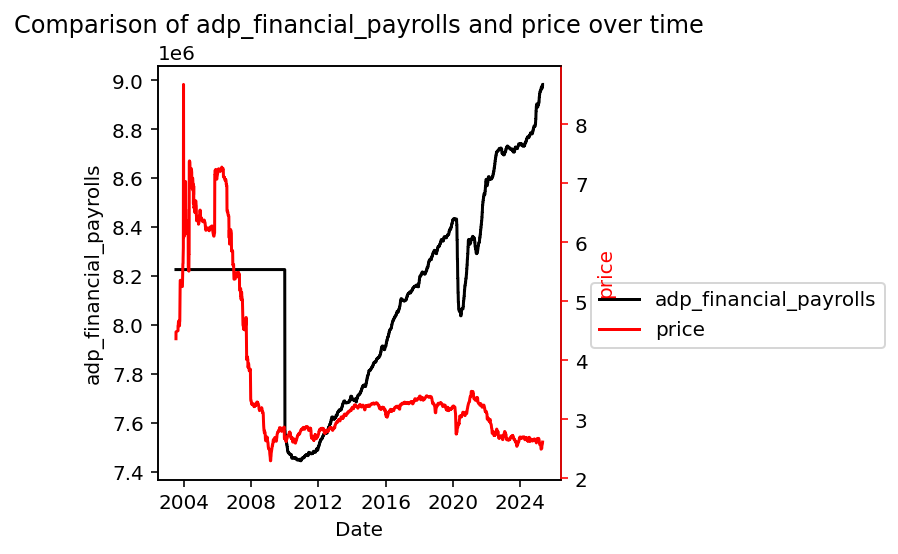 Comparison of adp_financial_payrolls and price over time
1e6
9.0
8.8
8.6
8.4
8.2
8.0
7.8
7.6
7.4
adp_financial_payrolls
8
7
6
5
4
3
2
price
adp_financial_payrolls
price
2004 2008 2012 2016 2020 2024
Date